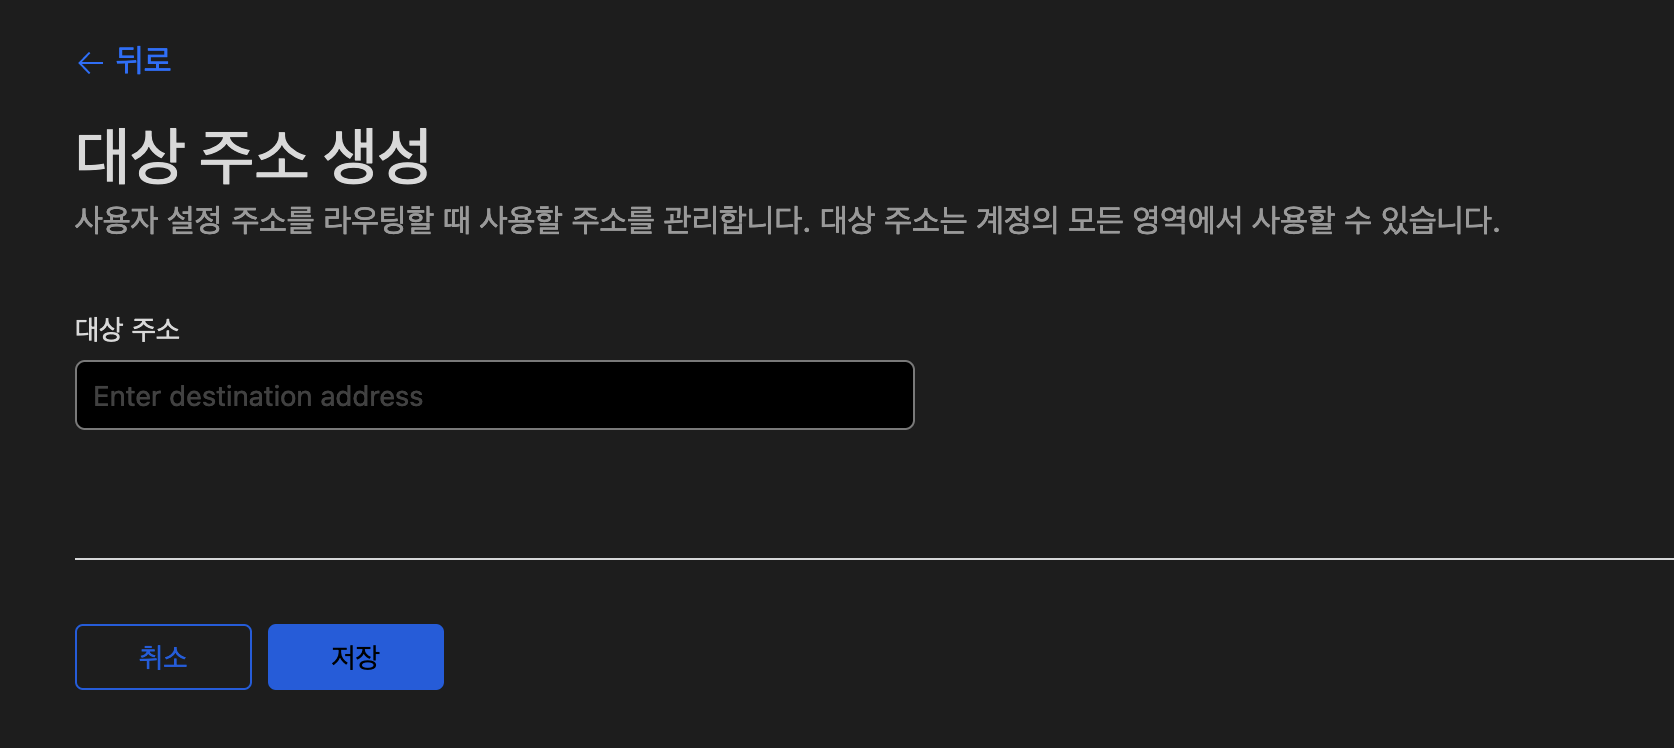 ← 뒤로
대상 주소 생성
사용자 설정 주소를 라우팅할 때 사용할 주소를 관리합니다. 대상 주소는 계정의 모든 영역에서 사용할 수 있습니다.
대상 주소
Enter destination address
취소 저장